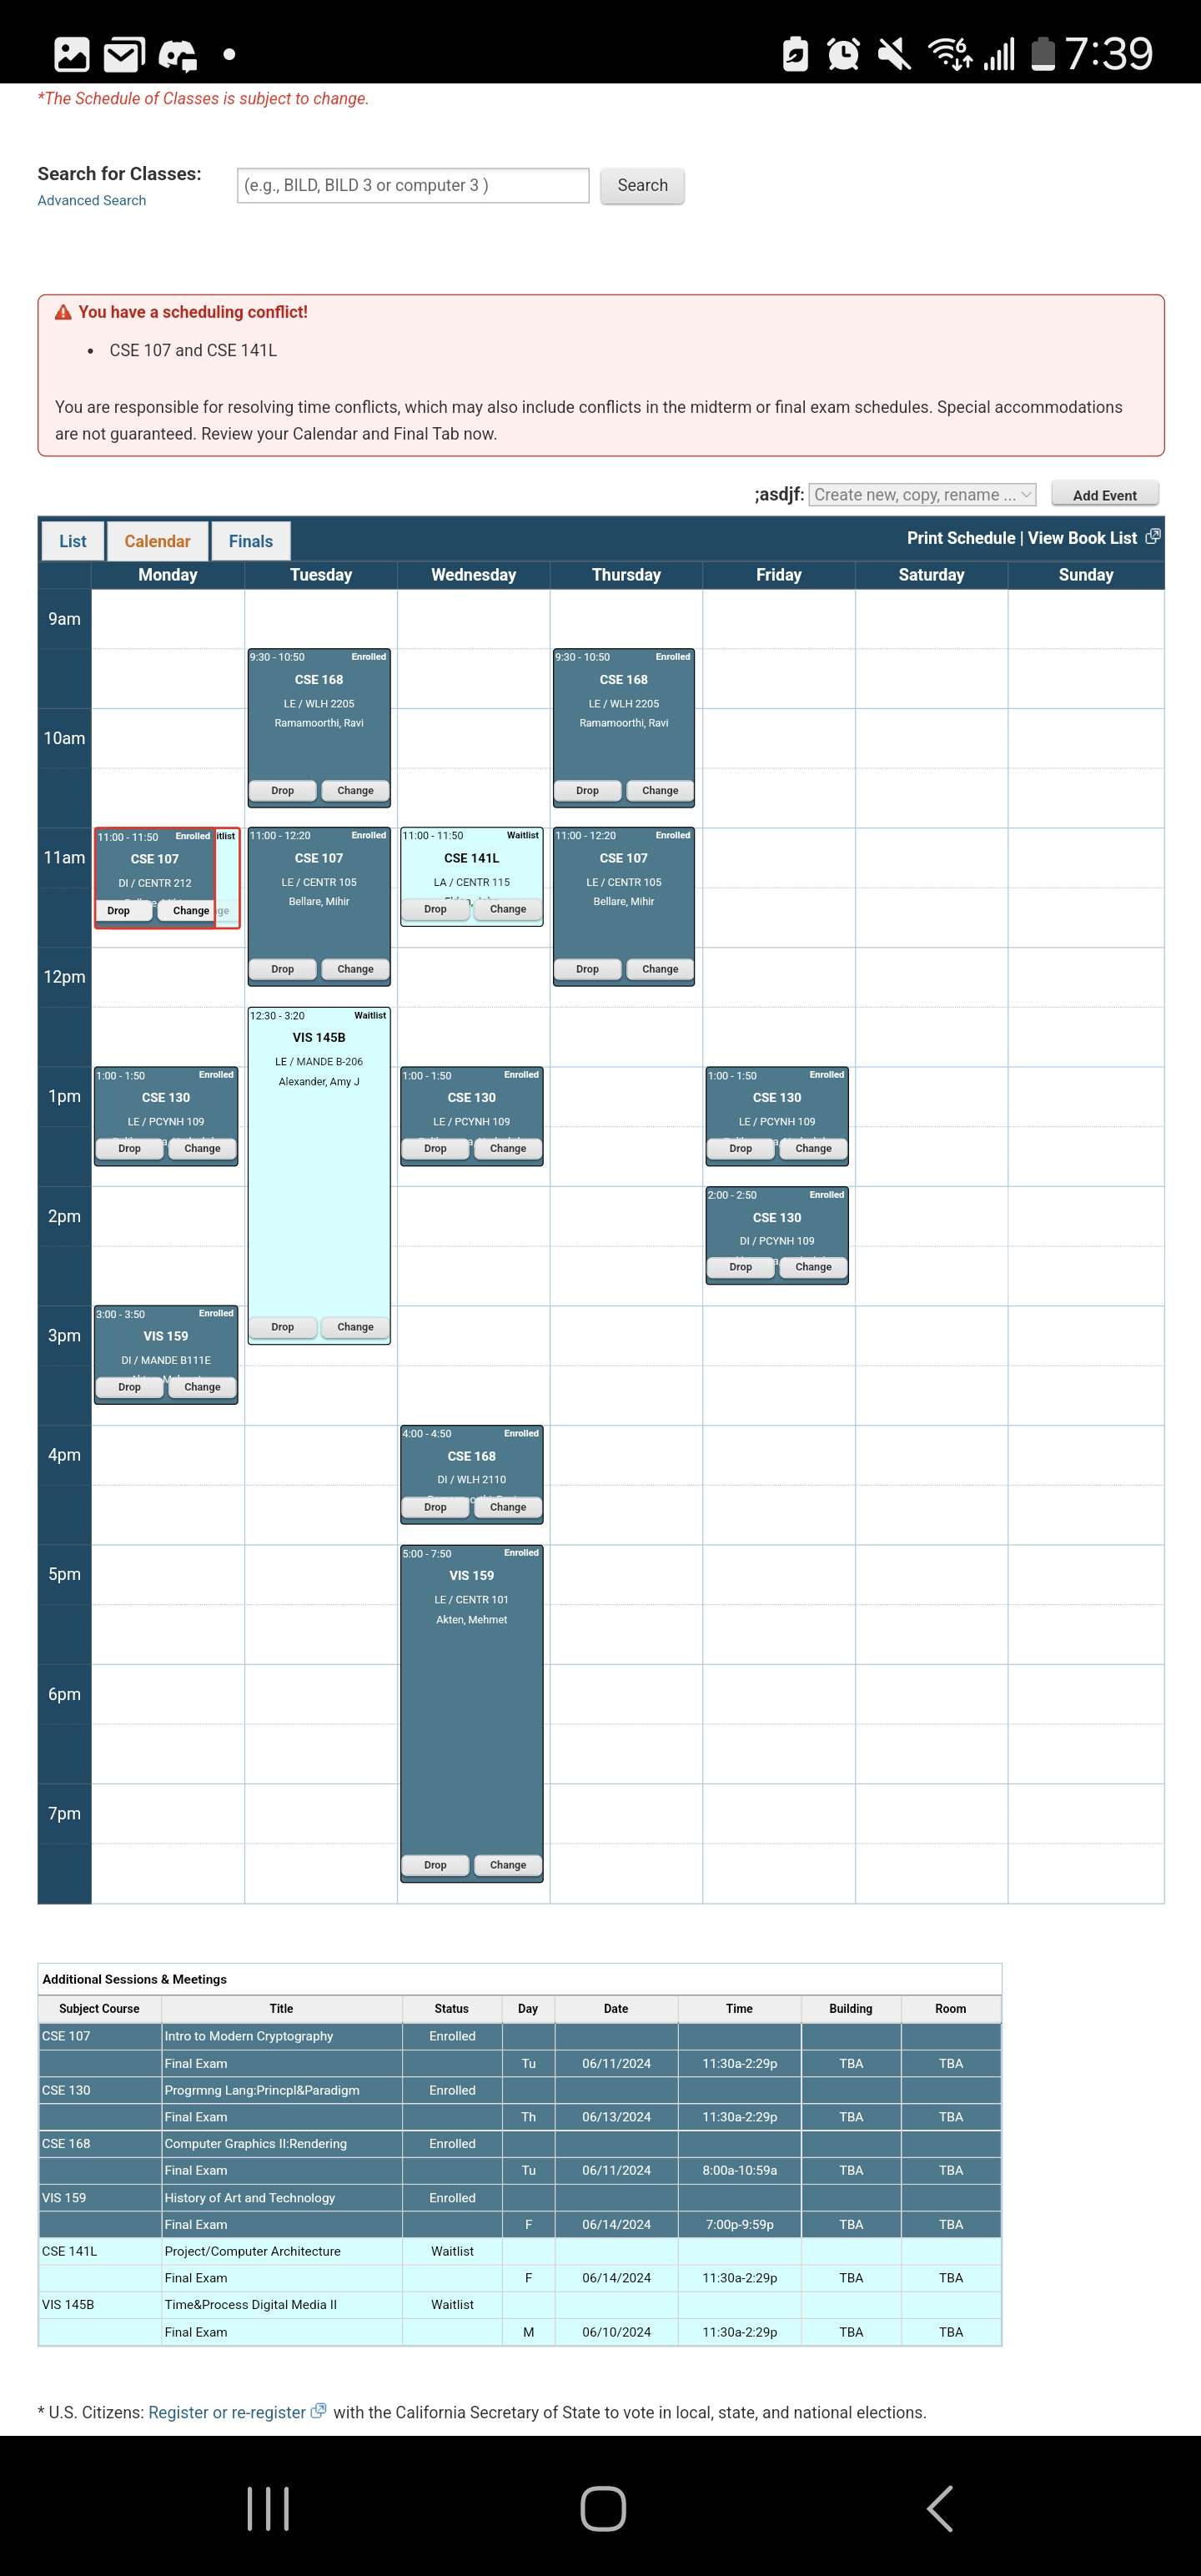 7:39
*The Schedule of Classes is subject to change.
Search for Classes:
(e.g., BILD, BILD 3 or computer 3 )
Search
Advanced Search
You have a scheduling conflict!
• CSE 107 and CSE 141L
You are responsible for resolving time conflicts, which may also include conflicts in the midterm or final exam schedules. Special accommodations
are not guaranteed. Review your Calendar and Final Tab now.
;asdjf: Create new, copy, rename ... Add Event
List Calendar Finals Print Schedule | View Book List
Monday Tuesday Wednesday Thursday Friday Saturday Sunday
9am
9:30 - 10:50 Enrolled
CSE 168
LE / WLH 2205
Ramamoorthi, Ravi
Drop Change
9:30 - 10:50 Enrolled
CSE 168
LE / WLH 2205
Ramamoorthi, Ravi
Drop Change
10am
11am
11:00 - 11:50 Enrolled
CSE 107
DI / CENTR 212
Drop Change
itlist
ge
11:00 - 12:20 Enrolled
CSE 107
LE / CENTR 105
Bellare, Mihir
Drop Change
11:00 - 11:50 Waitlist
CSE 141L
LA / CENTR 115
Drop Change
11:00 - 12:20 Enrolled
CSE 107
LE / CENTR 105
Bellare, Mihir
Drop Change
12pm
12:30 - 3:20 Waitlist
VIS 145B
LE / MANDE B-206
Alexander, Amy J
Drop Change
1pm
1:00 - 1:50 Enrolled
CSE 130
LE / PCYNH 109
Drop Change
1:00 - 1:50 Enrolled
CSE 130
LE / PCYNH 109
Drop Change
1:00 - 1:50 Enrolled
CSE 130
LE / PCYNH 109
Drop Change
2pm
2:00 - 2:50 Enrolled
CSE 130
DI / PCYNH 109
Drop Change
3pm
3:00 - 3:50 Enrolled
VIS 159
DI / MANDE B111E
Drop Change
4pm
4:00 - 4:50 Enrolled
CSE 168
DI / WLH 2110
Drop Change
5pm
5:00 - 7:50 Enrolled
VIS 159
LE / CENTR 101
Akten, Mehmet
Drop Change
6pm
7pm
Additional Sessions & Meetings
Subject Course Title Status Day Date Time Building Room
CSE 107 Intro to Modern Cryptography Enrolled
Final Exam Tu 06/11/2024 11:30a-2:29p TBA TBA
CSE 130 Progrmng Lang:Princpl&Paradigm Enrolled
Final Exam Th 06/13/2024 11:30a-2:29p TBA TBA
CSE 168 Computer Graphics II:Rendering Enrolled
Final Exam Tu 06/11/2024 8:00a-10:59a TBA TBA
VIS 159 History of Art and Technology Enrolled
Final Exam F 06/14/2024 7:00p-9:59p TBA TBA
CSE 141L Project/Computer Architecture Waitlist
Final Exam F 06/14/2024 11:30a-2:29p TBA TBA
VIS 145B Time&Process Digital Media II Waitlist
Final Exam M 06/10/2024 11:30a-2:29p TBA TBA
* U.S. Citizens: Register or re-register with the California Secretary of State to vote in local, state, and national elections.